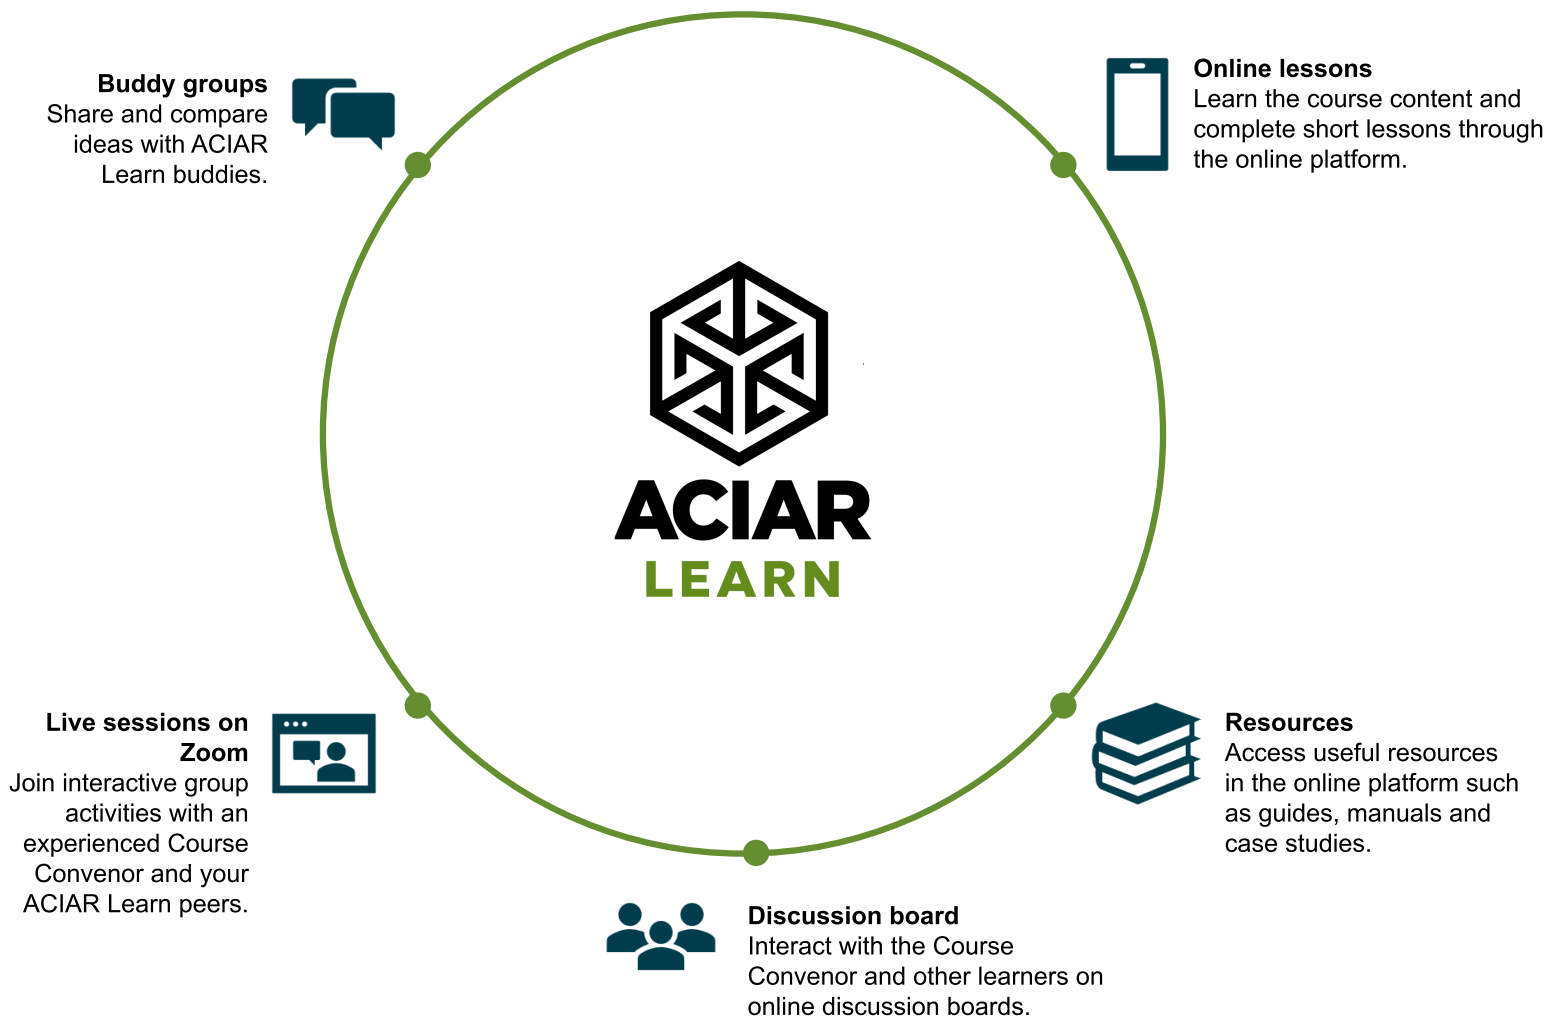 Buddy groups
Share and compare
ideas with ACIAR
Learn buddies.
Online lessons
Learn the course content and
complete short lessons through
the online platform.
ACIAR
LEARN
Live sessions on
Zoom
Join interactive group
activities with an
experienced Course
Convenor and your
ACIAR Learn peers.
Resources
Access useful resources
in the online platform such
as guides, manuals and
case studies.
Discussion board
Interact with the Course
Convenor and other learners on
online discussion boards.